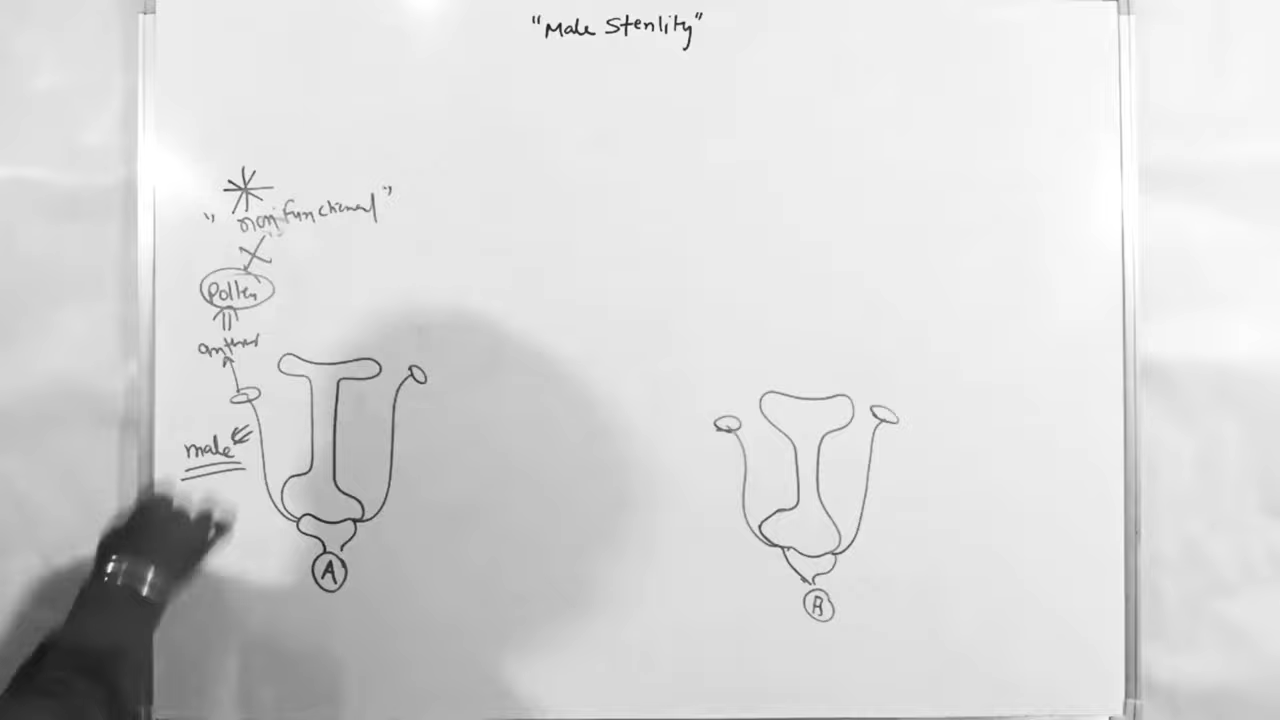 "Male Sterility"
"non functional"
Pollen
anther
male
A
B